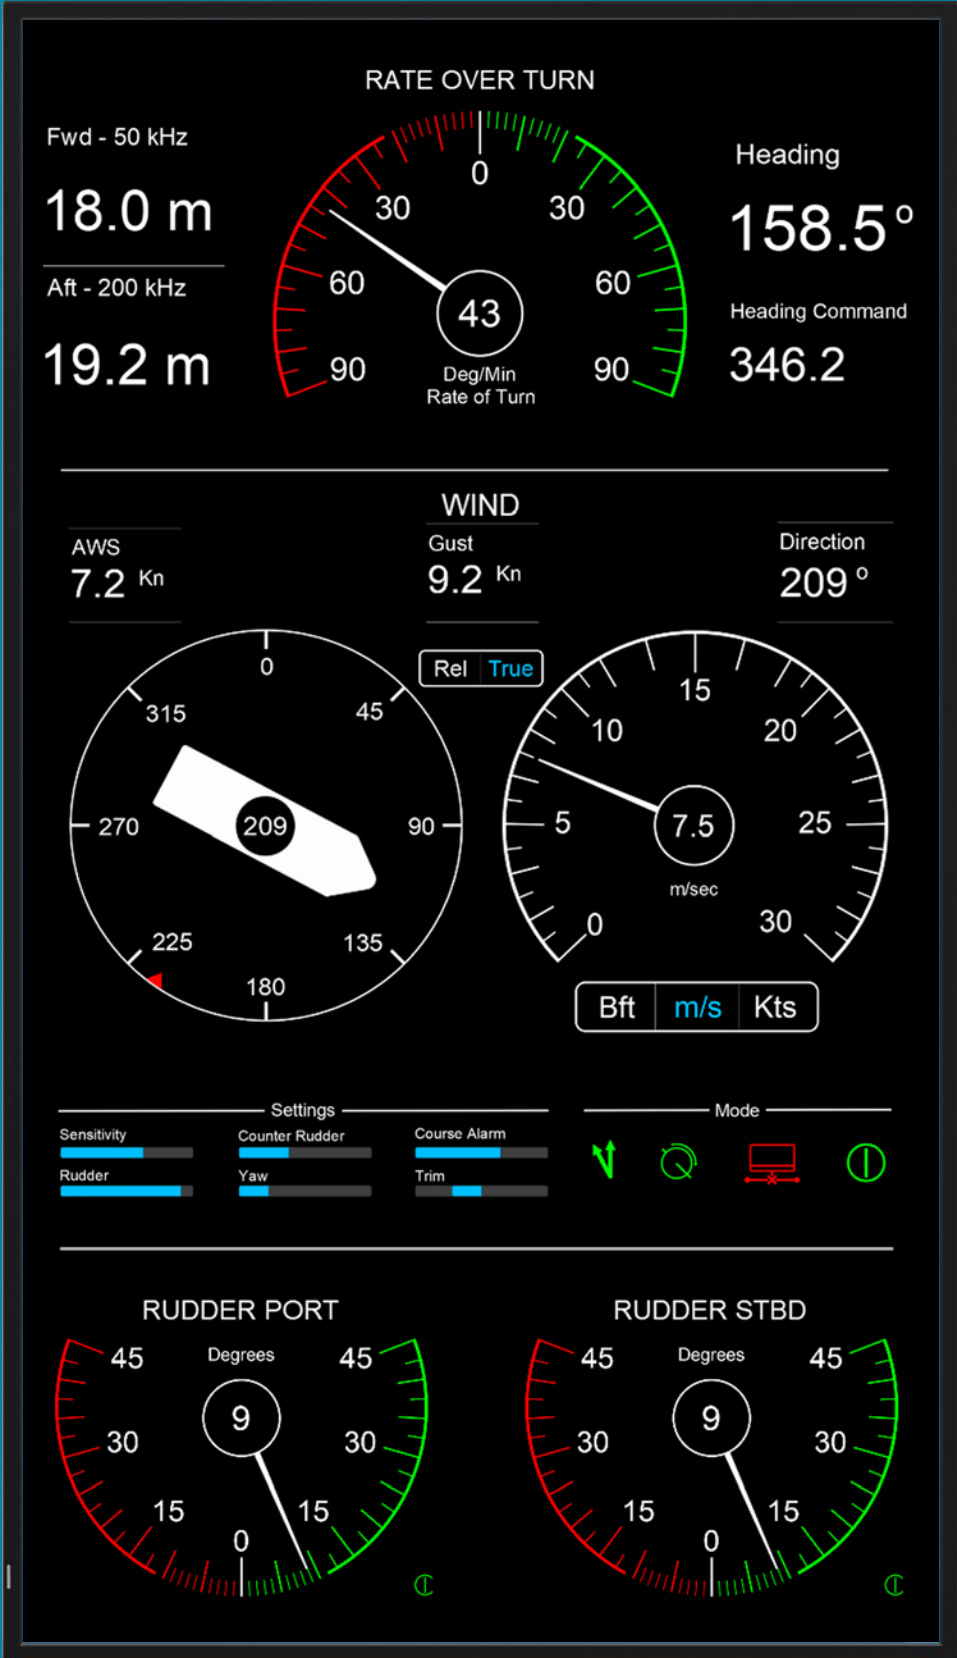 RATE OVER TURN
Fwd - 50 kHz
18.0 m
Aft - 200 kHz
19.2 m
0
30 30
60 60
90 90
43
Deg/Min
Rate of Turn
Heading
158.5°
Heading Command
346.2
WIND
AWS
7.2 Kn
Gust
9.2 Kn
Direction
209 °
Rel True
0
315 45
270 209 90
225 135
180
15
10 20
5 7.5 25
m/sec
0 30
Bft m/s Kts
Settings
Sensitivity Counter Rudder Course Alarm
Rudder Yaw Trim
Mode
RUDDER PORT
Degrees
45 45
9
30 30
15 15
0
RUDDER STBD
Degrees
45 45
9
30 30
15 15
0